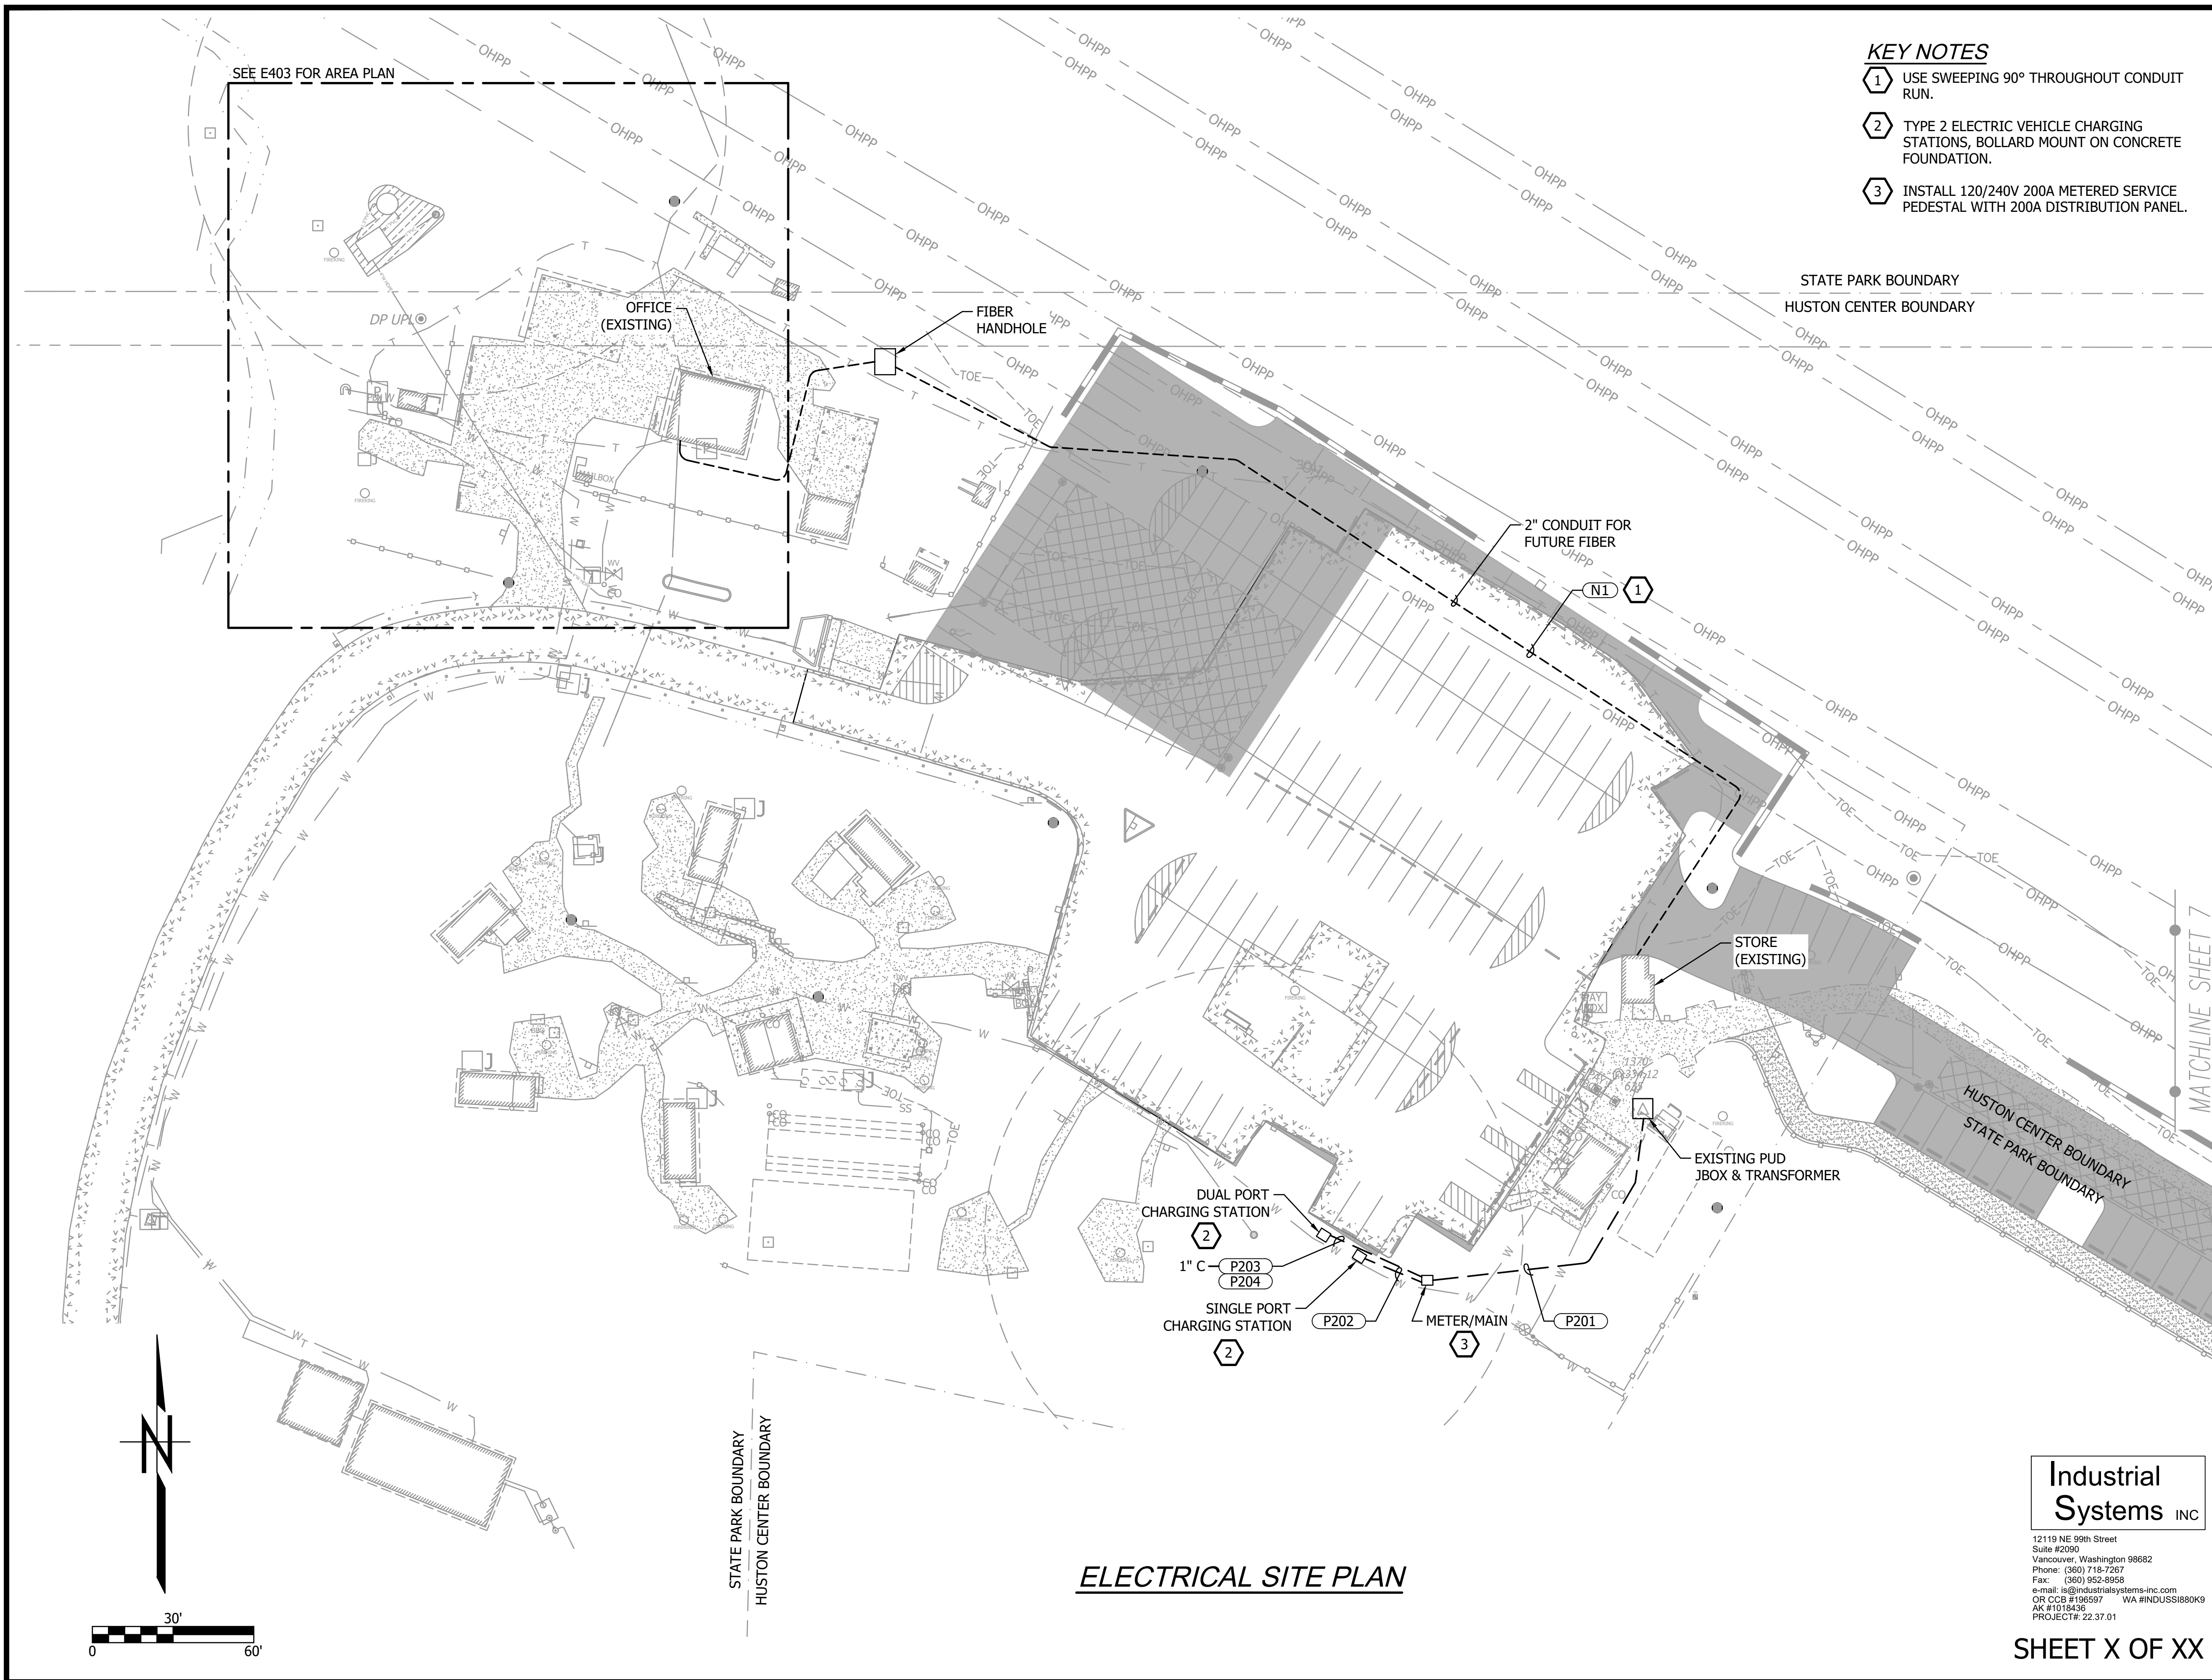 KEY NOTES
1 USE SWEEPING 90° THROUGHOUT CONDUIT
RUN.
2 TYPE 2 ELECTRIC VEHICLE CHARGING
STATIONS, BOLLARD MOUNT ON CONCRETE
FOUNDATION.
3 INSTALL 120/240V 200A METERED SERVICE
PEDESTAL WITH 200A DISTRIBUTION PANEL.
SEE E403 FOR AREA PLAN
STATE PARK BOUNDARY
HUSTON CENTER BOUNDARY
OFFICE
(EXISTING)
FIBER
HANDHOLE
DP UPL
MAILBOX
WV
FIRERING
OHPP
TOE
2" CONDUIT FOR
FUTURE FIBER
N1 1
STORE
(EXISTING)
MATCHLINE SHEET 7
HUSTON CENTER BOUNDARY
STATE PARK BOUNDARY
EXISTING PUD
JBOX & TRANSFORMER
DUAL PORT
CHARGING STATION
2
1" C P203
P204
SINGLE PORT
CHARGING STATION
2
P202
METER/MAIN
3
P201
STATE PARK BOUNDARY
HUSTON CENTER BOUNDARY
N
30'
0 60'
ELECTRICAL SITE PLAN
Industrial
Systems INC
12119 NE 99th Street
Suite #2090
Vancouver, Washington 98682
Phone: (360) 718-7267
Fax: (360) 952-8958
e-mail: is@industrialsystems-inc.com
OR CCB #196597 WA #INDUSSI880K9
AK #1018436
PROJECT#: 22.37.01
SHEET X OF XX